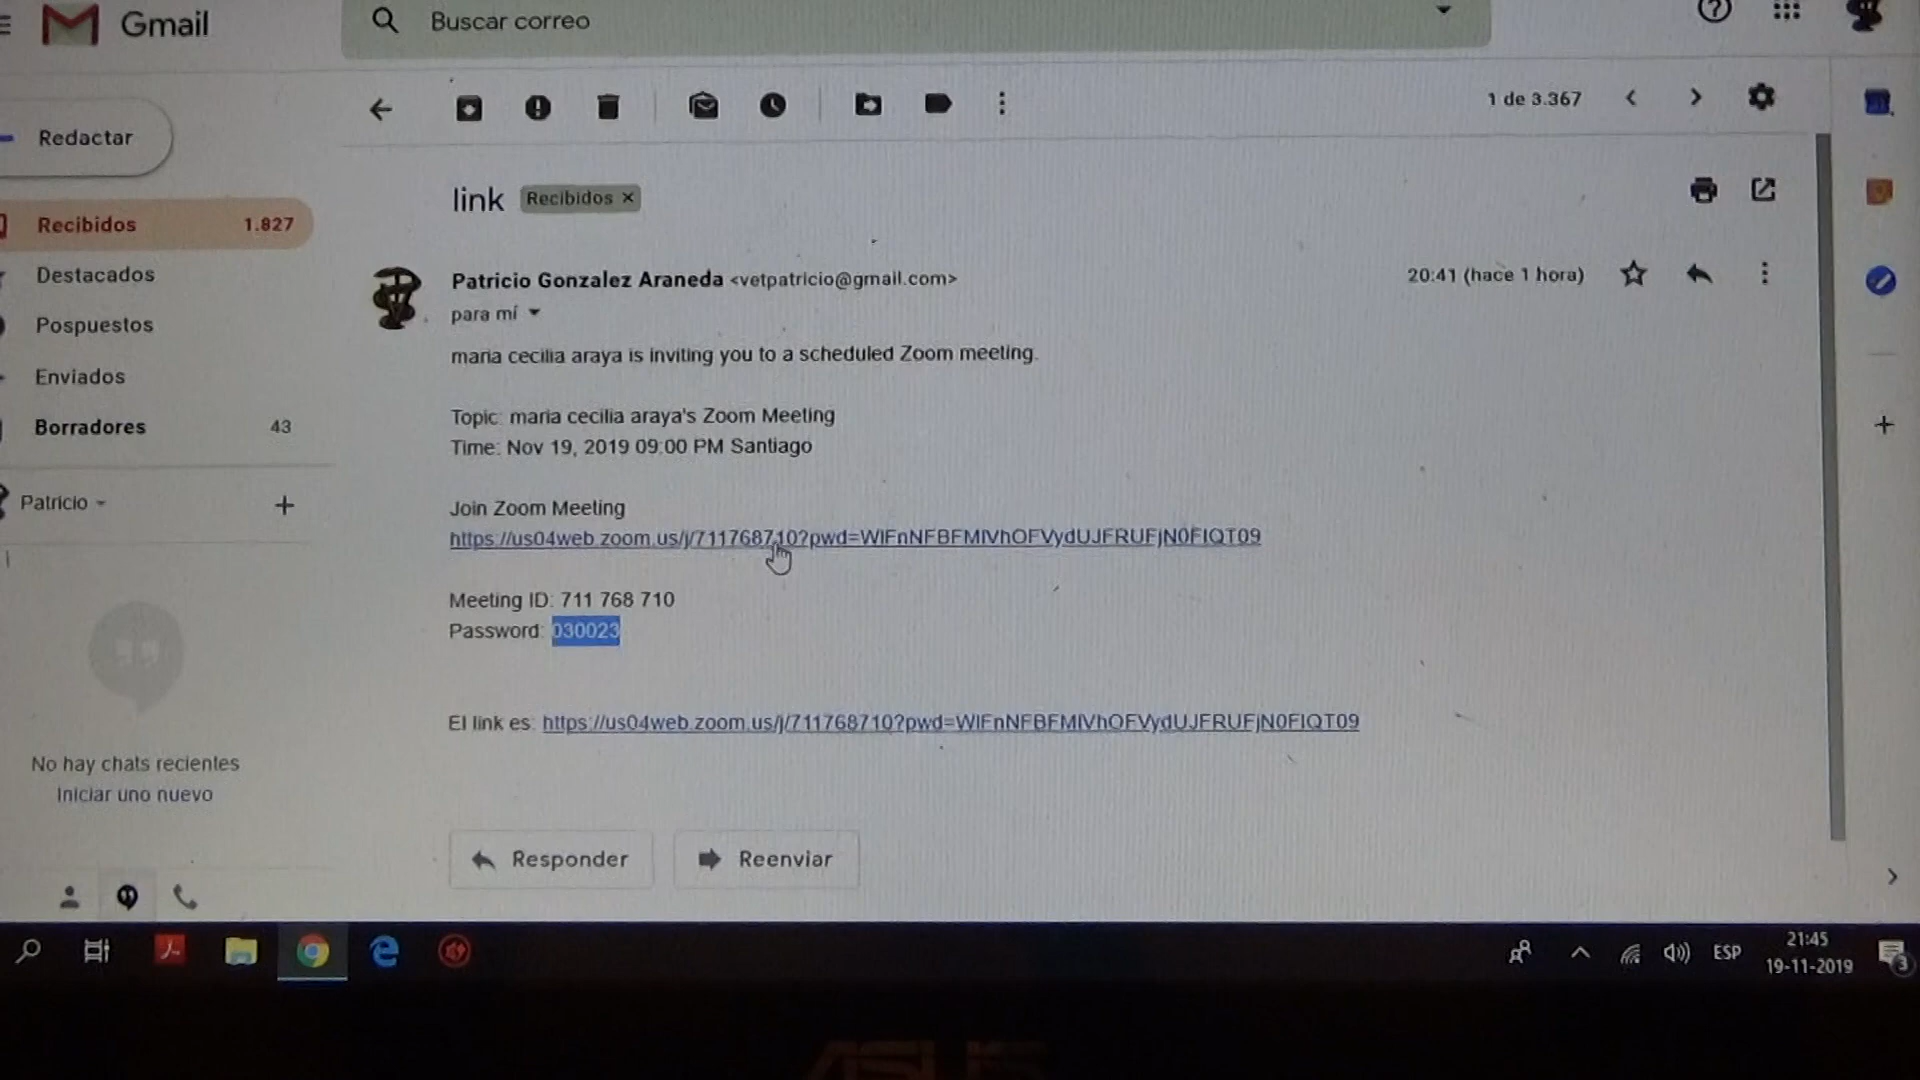 Gmail
Buscar correo
Redactar
1 de 3.367
link Recibidos ×
Recibidos 1.827
Destacados
Pospuestos
Enviados
Borradores 43
Patricio
Patricio Gonzalez Araneda <vetpatricio@gmail.com>
20:41 (hace 1 hora)
para mí
maria cecilia araya is inviting you to a scheduled Zoom meeting.
Topic: maria cecilia araya's Zoom Meeting
Time: Nov 19, 2019 09:00 PM Santiago
Join Zoom Meeting
https://us04web.zoom.us/j/711768710?pwd=WlFnNFBFMlVhOFVydUJFRUFjN0FIQT09
Meeting ID: 711 768 710
Password: 030023
El link es: https://us04web.zoom.us/j/711768710?pwd=WlFnNFBFMlVhOFVydUJFRUFjN0FIQT09
No hay chats recientes
Iniciar uno nuevo
Responder
Reenviar
ESP
21:45
19-11-2019
3
ASUS